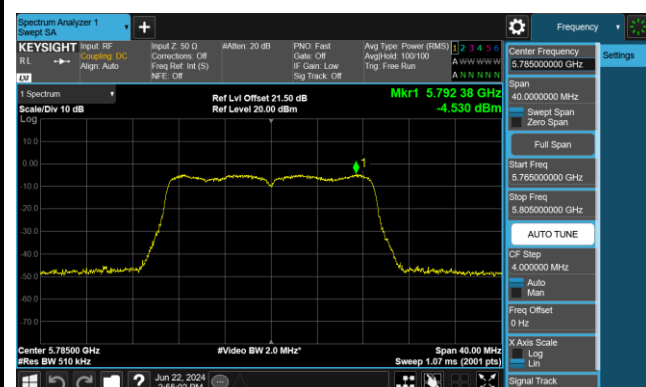 Spectrum Analyzer 1
Swept SA
Frequency
KEYSIGHT
RL
Input: RF
Coupling: DC
Align: Auto
Input Z: 50 Ω
Corrections: Off
Freq Ref: Int (S)
NFE: Off
#Atten: 20 dB
PNO: Fast
Gate: Off
IF Gain: Low
Sig Track: Off
Avg Type: Power (RMS)
Avg|Hold: 100/100
Trig: Free Run
1 2 3 4 5 6
A W W W W W
A N N N N N
LXI
Settings
1 Spectrum
Scale/Div 10 dB
Log
Ref Lvl Offset 21.50 dB
Ref Level 20.00 dBm
Mkr1 5.792 38 GHz
-4.530 dBm
1
10.0
0.00
-10.0
-20.0
-30.0
-40.0
-50.0
-60.0
-70.0
Center 5.78500 GHz
#Res BW 510 kHz
#Video BW 2.0 MHz*
Span 40.00 MHz
Sweep 1.07 ms (2001 pts)
Center Frequency
5.785000000 GHz
Span
40.0000000 MHz
Swept Span
Zero Span
Full Span
Start Freq
5.765000000 GHz
Stop Freq
5.805000000 GHz
AUTO TUNE
CF Step
4.000000 MHz
Auto
Man
Freq Offset
0 Hz
X Axis Scale
Log
Lin
Signal Track
?
Jun 22, 2024